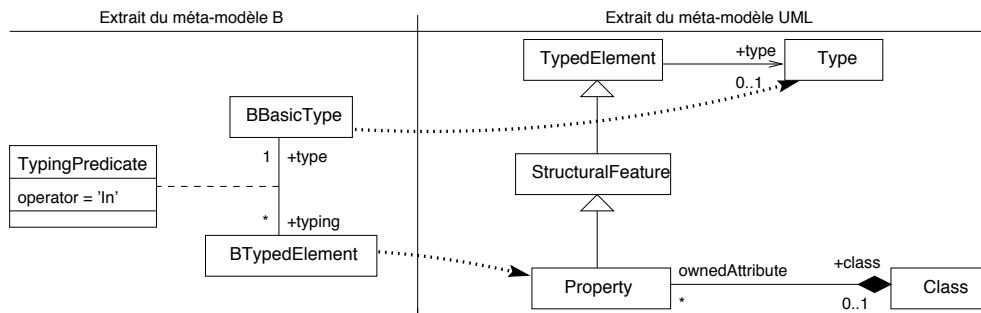 Extrait du méta-modèle B
Extrait du méta-modèle UML
TypedElement
+type
Type
0..1
BBasicType
1
+type
TypingPredicate
operator = 'In'
StructuralFeature
*
+typing
BTypedElement
Property
ownedAttribute
*
+class
0..1
Class